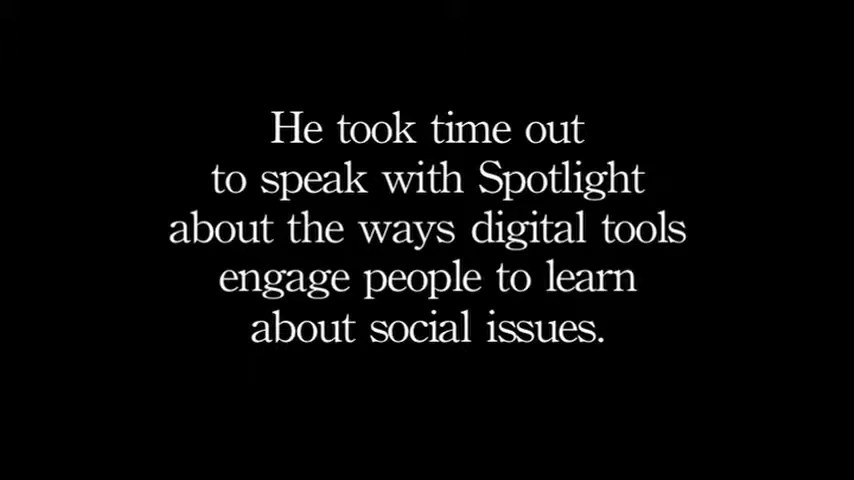 He took time out
to speak with Spotlight
about the ways digital tools
engage people to learn
about social issues.